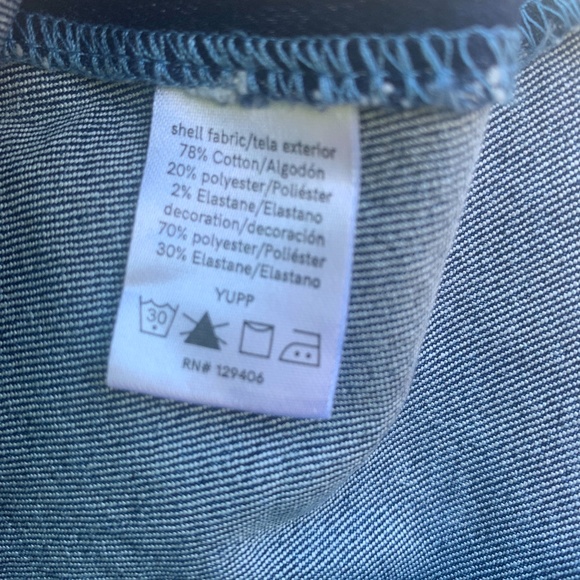 shell fabric/tela exterior
78% Cotton/Algodón
20% polyester/Poliéster
2% Elastane/Elastano
decoration/decoración
70% polyester/Poliéster
30% Elastane/Elastano
YUPP
30
RN# 129406